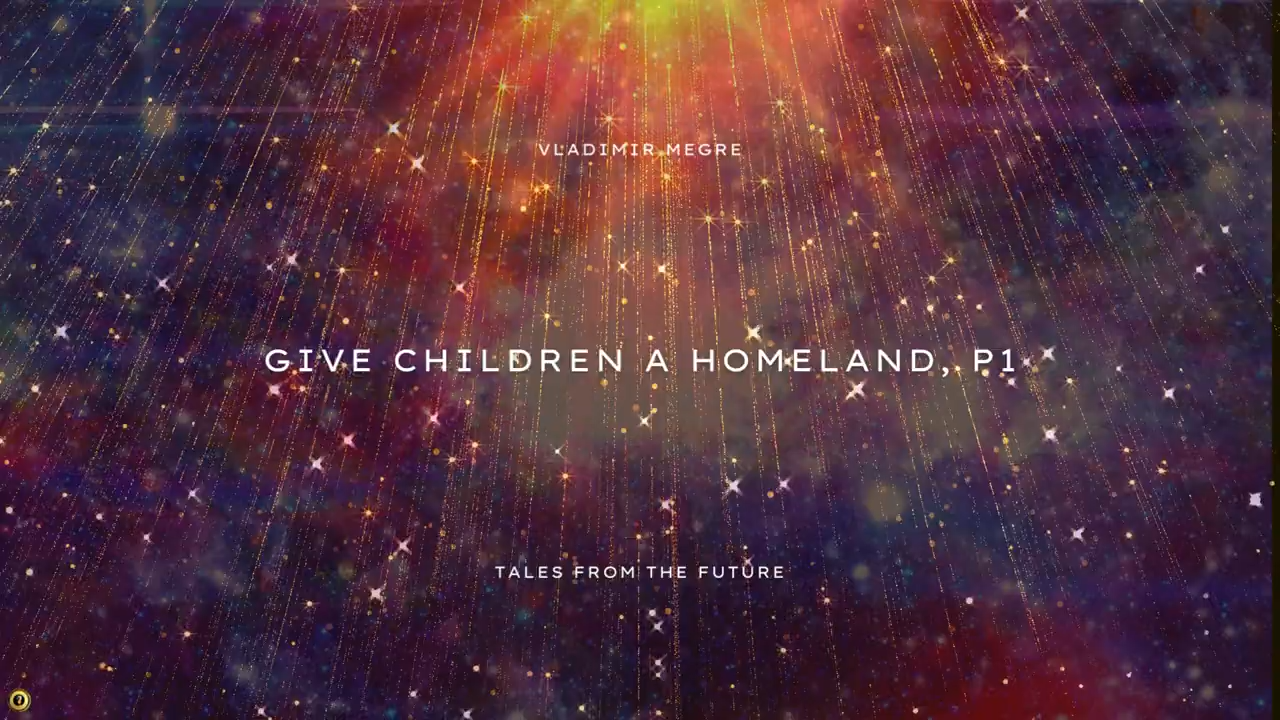 VLADIMIR MEGRE
GIVE CHILDREN A HOMELAND, P1
TALES FROM THE FUTURE